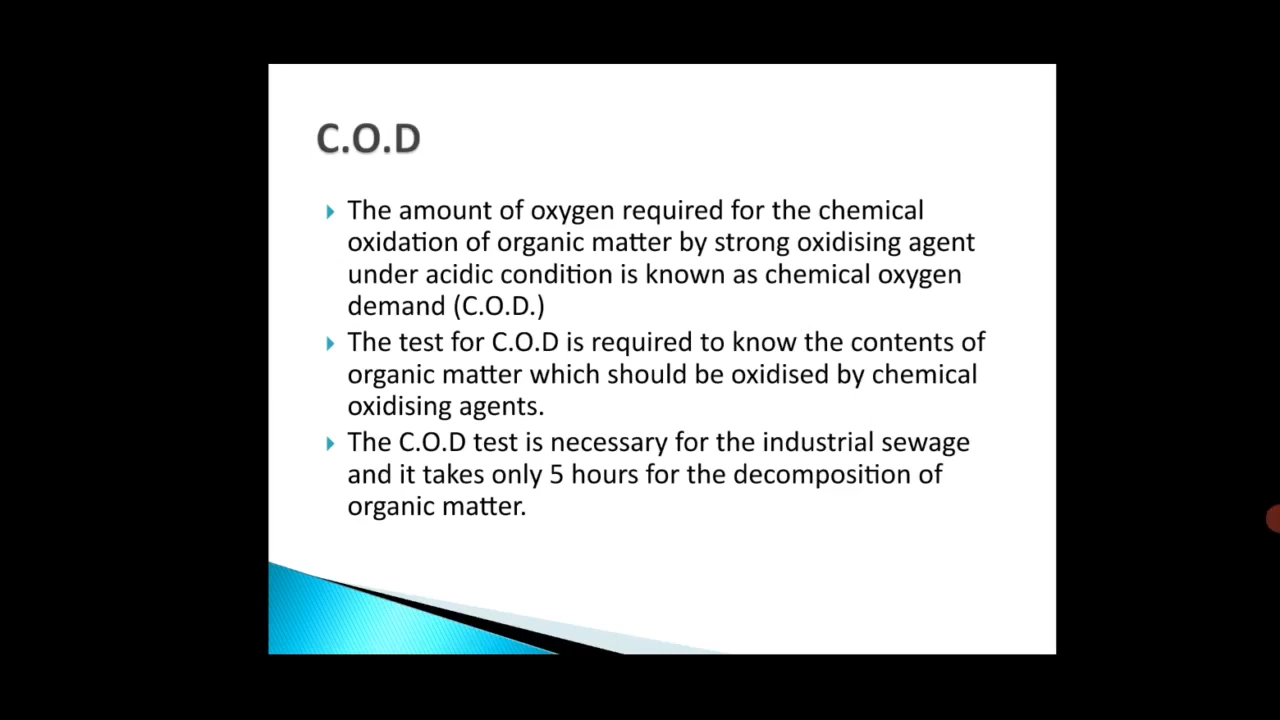 C.O.D
The amount of oxygen required for the chemical
oxidation of organic matter by strong oxidising agent
under acidic condition is known as chemical oxygen
demand (C.O.D.)
The test for C.O.D is required to know the contents of
organic matter which should be oxidised by chemical
oxidising agents.
The C.O.D test is necessary for the industrial sewage
and it takes only 5 hours for the decomposition of
organic matter.